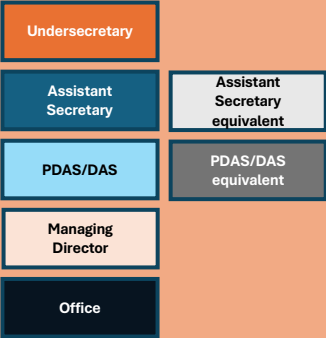 Undersecretary
Assistant
Secretary
Assistant
Secretary
equivalent
PDAS/DAS
PDAS/DAS
equivalent
Managing
Director
Office